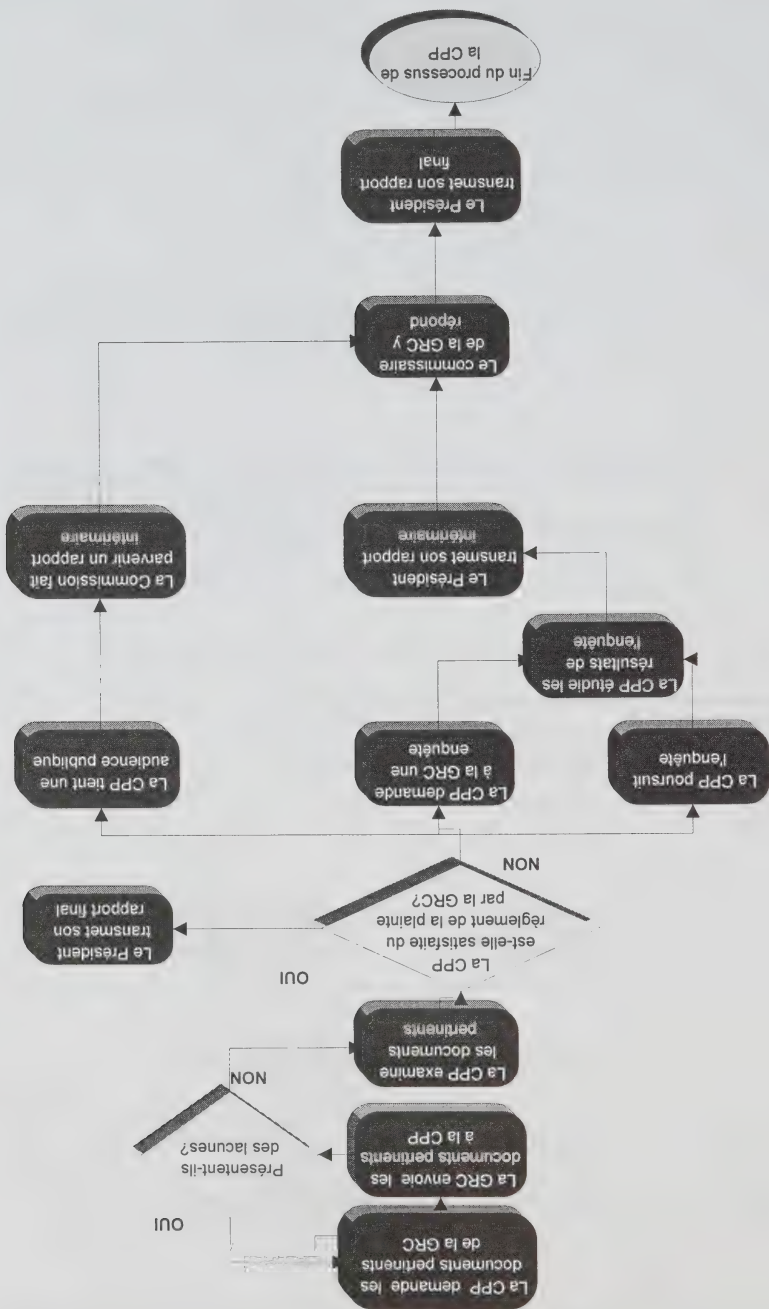 La CPP demande les
documents pertinents
de la GRC
La GRC envoie les
documents pertinents
à la CPP
OUI
Présentent-ils
des lacunes?
NON
La CPP examine
les documents
pertinents
La CPP
est-elle satisfaite du
règlement de la plainte
par la GRC?
OUI
Le Président
transmet son
rapport final
NON
La CPP poursuit
l'enquête
La CPP demande
à la GRC une
enquête
La CPP tient une
audience publique
La CPP étudie les
résultats de
l'enquête
Le Président
transmet son rapport
intérimaire
La Commission fait
parvenir un rapport
intérimaire
Le commissaire
de la GRC y
répond
Le Président
transmet son rapport
final
Fin du processus de
la CPP